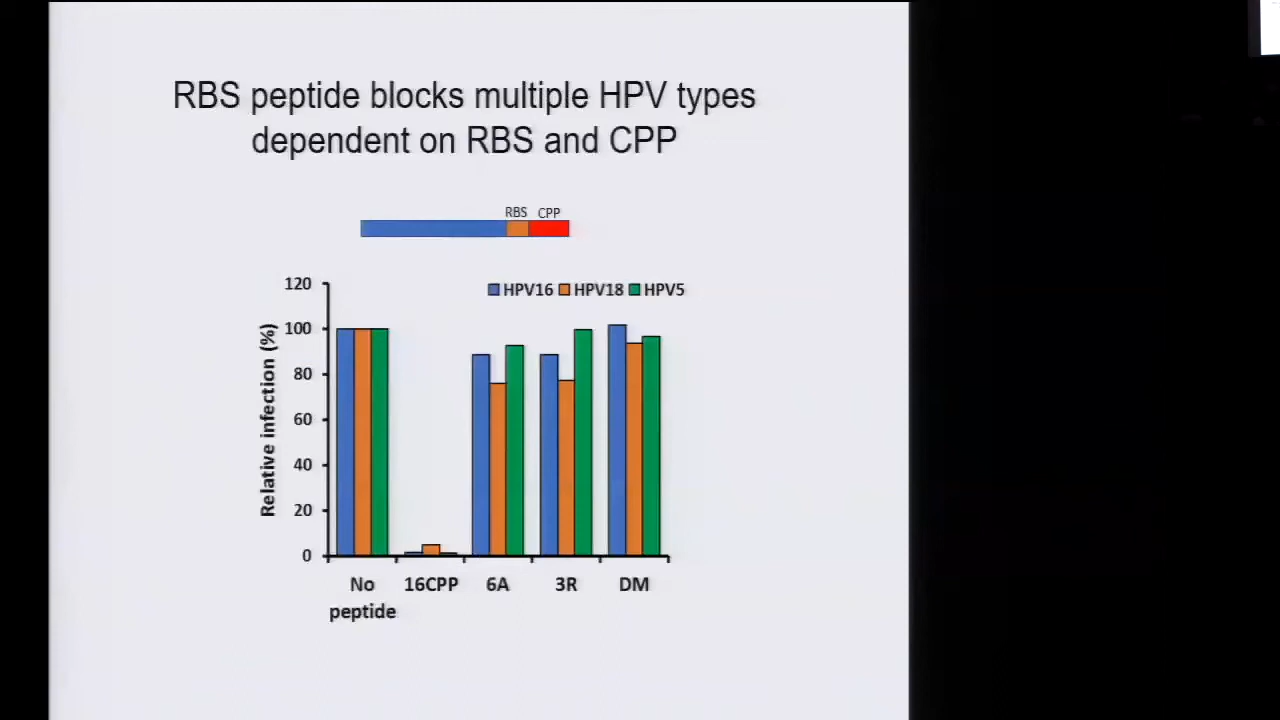 RBS peptide blocks multiple HPV types
dependent on RBS and CPP
RBS CPP
120
100
80
60
40
20
0
Relative infection (%)
HPV16 HPV18 HPV5
No peptide
16CPP
6A
3R
DM